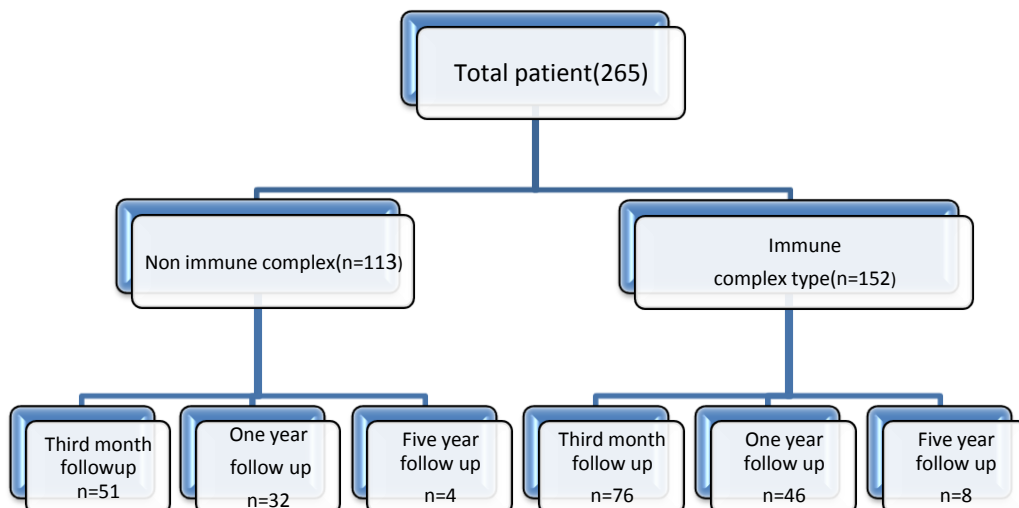 Total patient(265)
Non immune complex(n=113)
Immune
complex type(n=152)
Third month
followup
n=51
One year
follow up
n=32
Five year
follow up
n=4
Third month
follow up
n=76
One year
follow up
n=46
Five year
follow up
n=8